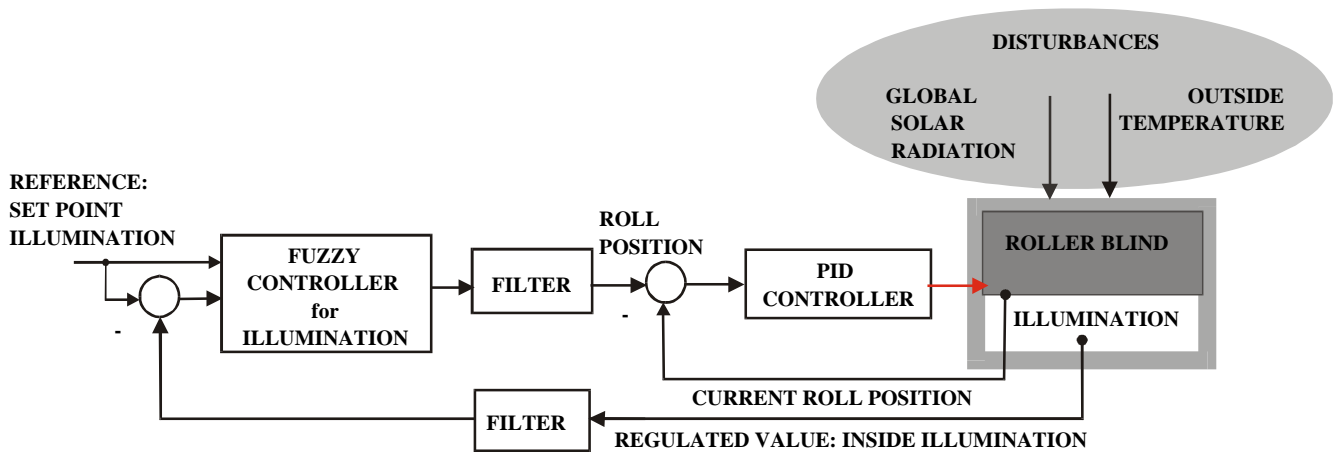 DISTURBANCES
GLOBAL
SOLAR
RADIATION
OUTSIDE
TEMPERATURE
REFERENCE:
SET POINT
ILLUMINATION
FUZZY
CONTROLLER
for
ILLUMINATION
FILTER
ROLL
POSITION
PID
CONTROLLER
ROLLER BLIND
ILLUMINATION
-
-
CURRENT ROLL POSITION
FILTER
REGULATED VALUE: INSIDE ILLUMINATION